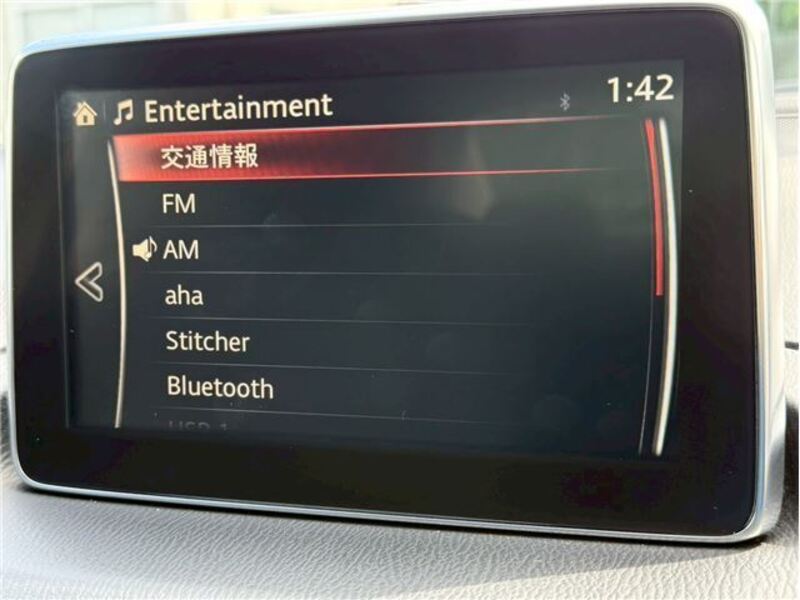 Entertainment
1:42
交通情報
FM
AM
aha
Stitcher
Bluetooth